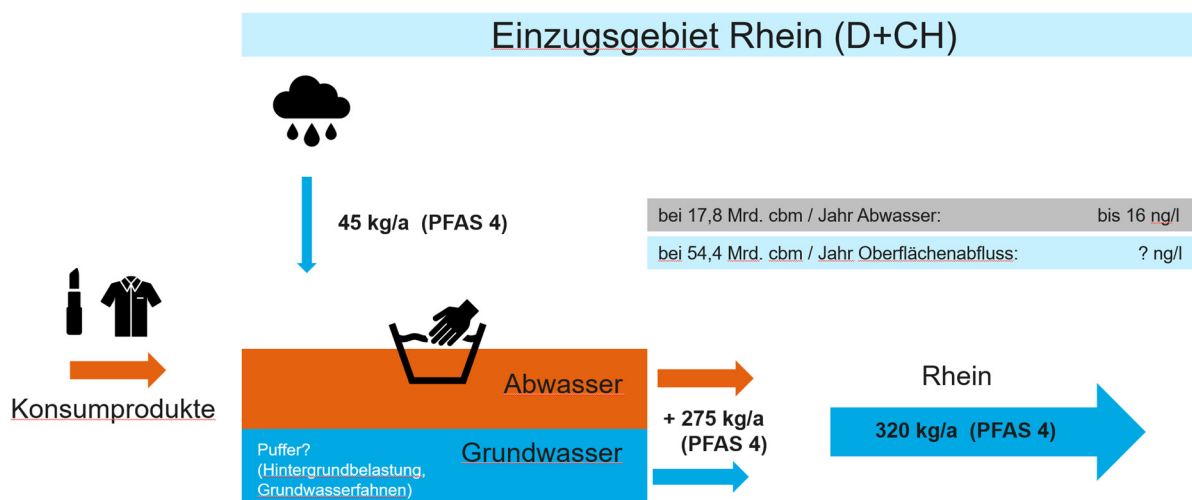 Einzugsgebiet Rhein (D+CH)
45 kg/a (PFAS 4)
bei 17,8 Mrd. cbm / Jahr Abwasser: bis 16 ng/l
bei 54,4 Mrd. cbm / Jahr Oberflächenabfluss: ? ng/l
Konsumprodukte
Abwasser
Puffer?
(Hintergrundbelastung,
Grundwasserfahnen)
Grundwasser
+ 275 kg/a
(PFAS 4)
Rhein
320 kg/a (PFAS 4)